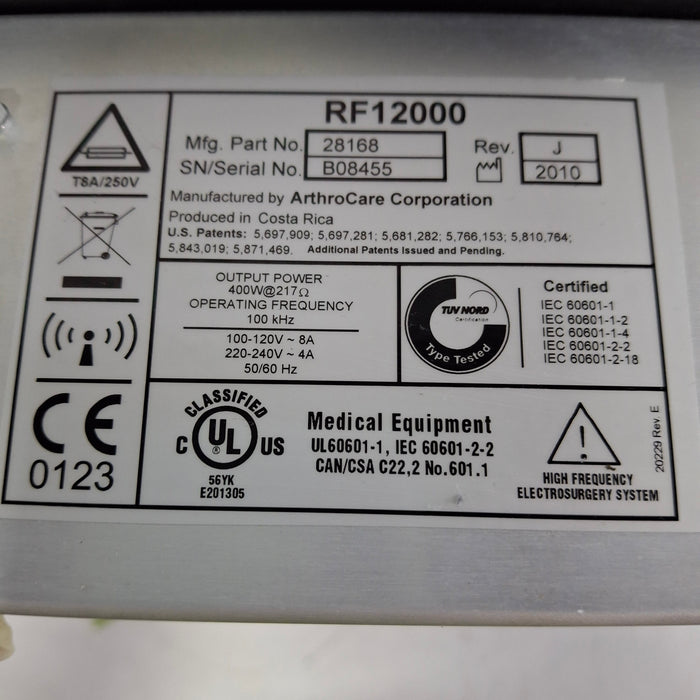 RF12000
Mfg. Part No. 28168 Rev. J
SN/Serial No. B08455 2010
Manufactured by ArthroCare Corporation
Produced in Costa Rica
U.S. Patents: 5,697,909; 5,697,281; 5,681,282; 5,766,153; 5,810,764;
5,843,019; 5,871,469. Additional Patents Issued and Pending.
T8A/250V
OUTPUT POWER
400W@217Ω
OPERATING FREQUENCY
100 kHz
100-120V ~ 8A
220-240V ~ 4A
50/60 Hz
TUV NORD
Certification
Type Tested
Certified
IEC 60601-1
IEC 60601-1-2
IEC 60601-1-4
IEC 60601-2-2
IEC 60601-2-18
CE
0123
CLASSIFIED
C UL US
®
56YK
E201305
Medical Equipment
UL60601-1, IEC 60601-2-2
CAN/CSA C22,2 No.601.1
!
HIGH FREQUENCY
ELECTROSURGERY SYSTEM
20229 Rev. E